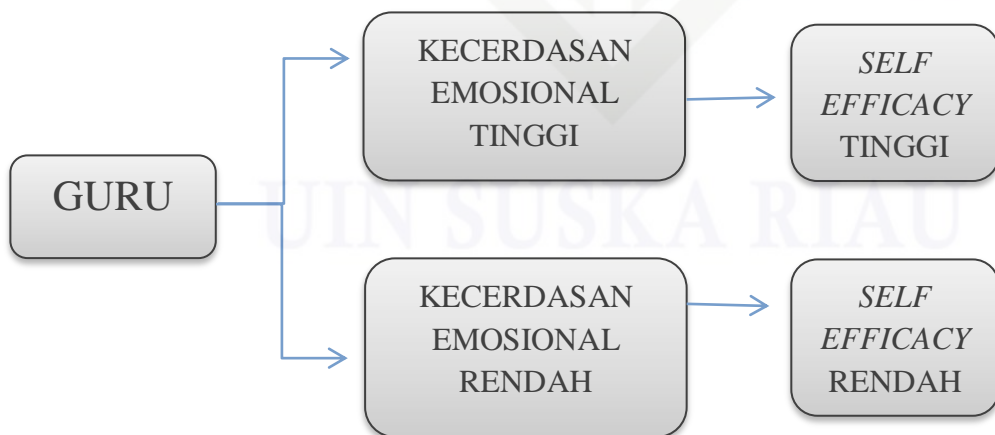 GURU
KECERDASAN
EMOSIONAL
TINGGI
SELF
EFFICACY
TINGGI
UIN SUSKA RIAU
KECERDASAN
EMOSIONAL
RENDAH
SELF
EFFICACY
RENDAH